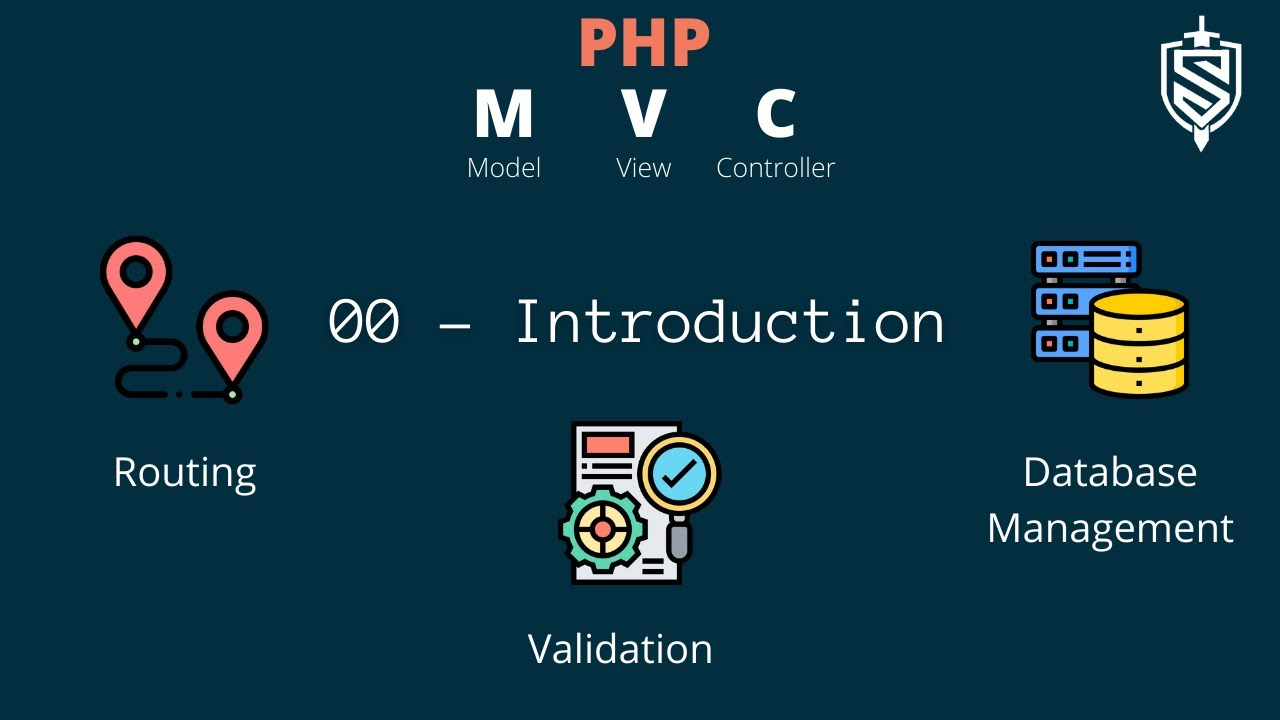 PHP
M V C
Model View Controller
00 – Introduction
Routing
Database
Management
Validation